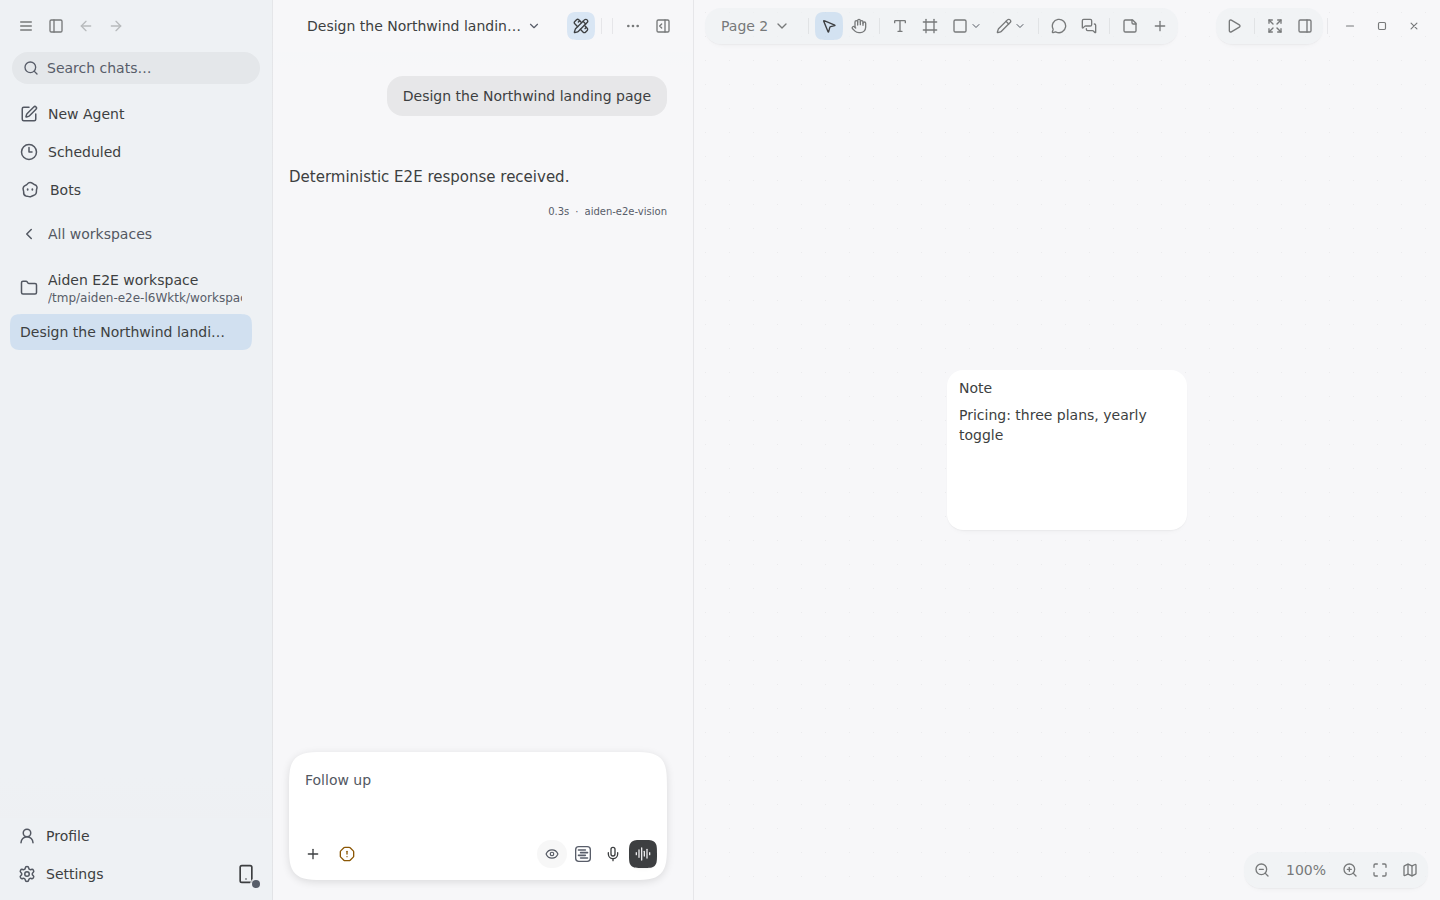 Search chats...
New Agent
Scheduled
Bots
All workspaces
Aiden E2E workspace
/tmp/aiden-e2e-l6Wktk/workspa
Design the Northwind landi...
Profile
Settings
Design the Northwind landin...
Design the Northwind landing page
Deterministic E2E response received.
0.3s · aiden-e2e-vision
Follow up
Page 2
Note
Pricing: three plans, yearly
toggle
100%